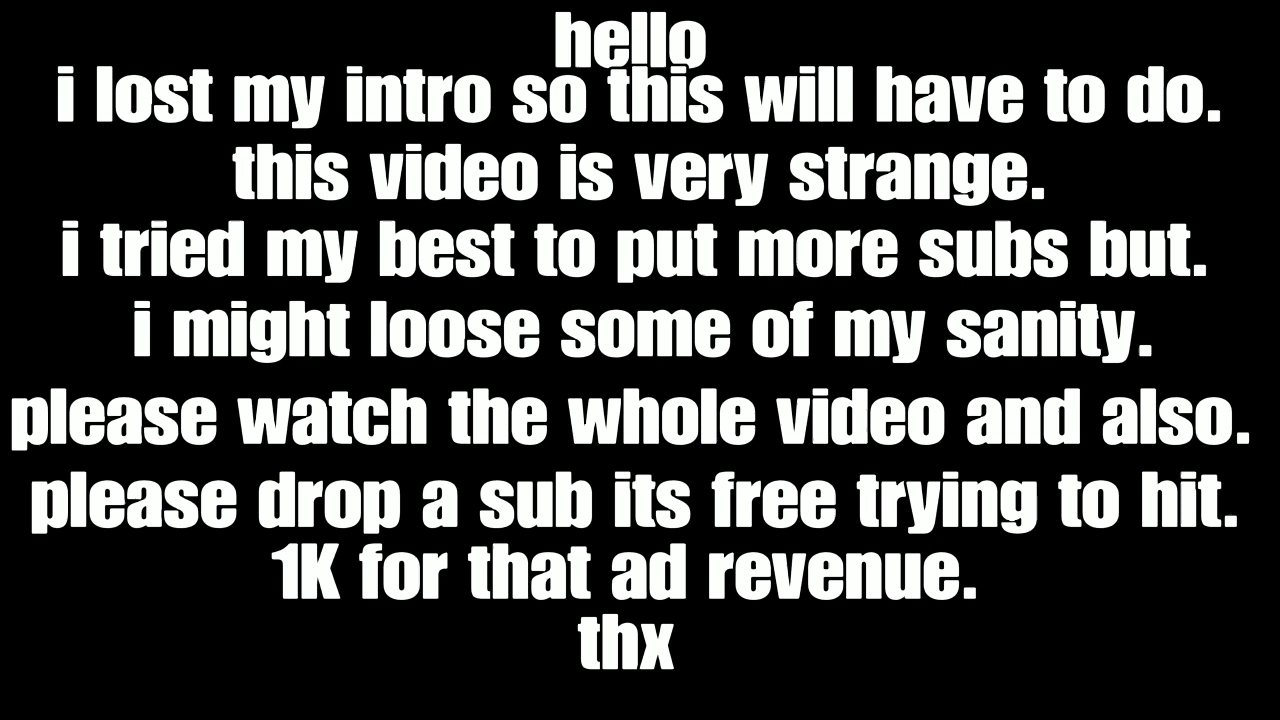 hello
i lost my intro so this will have to do.
this video is very strange.
i tried my best to put more subs but.
i might loose some of my sanity.
please watch the whole video and also.
please drop a sub its free trying to hit.
1K for that ad revenue.
thx